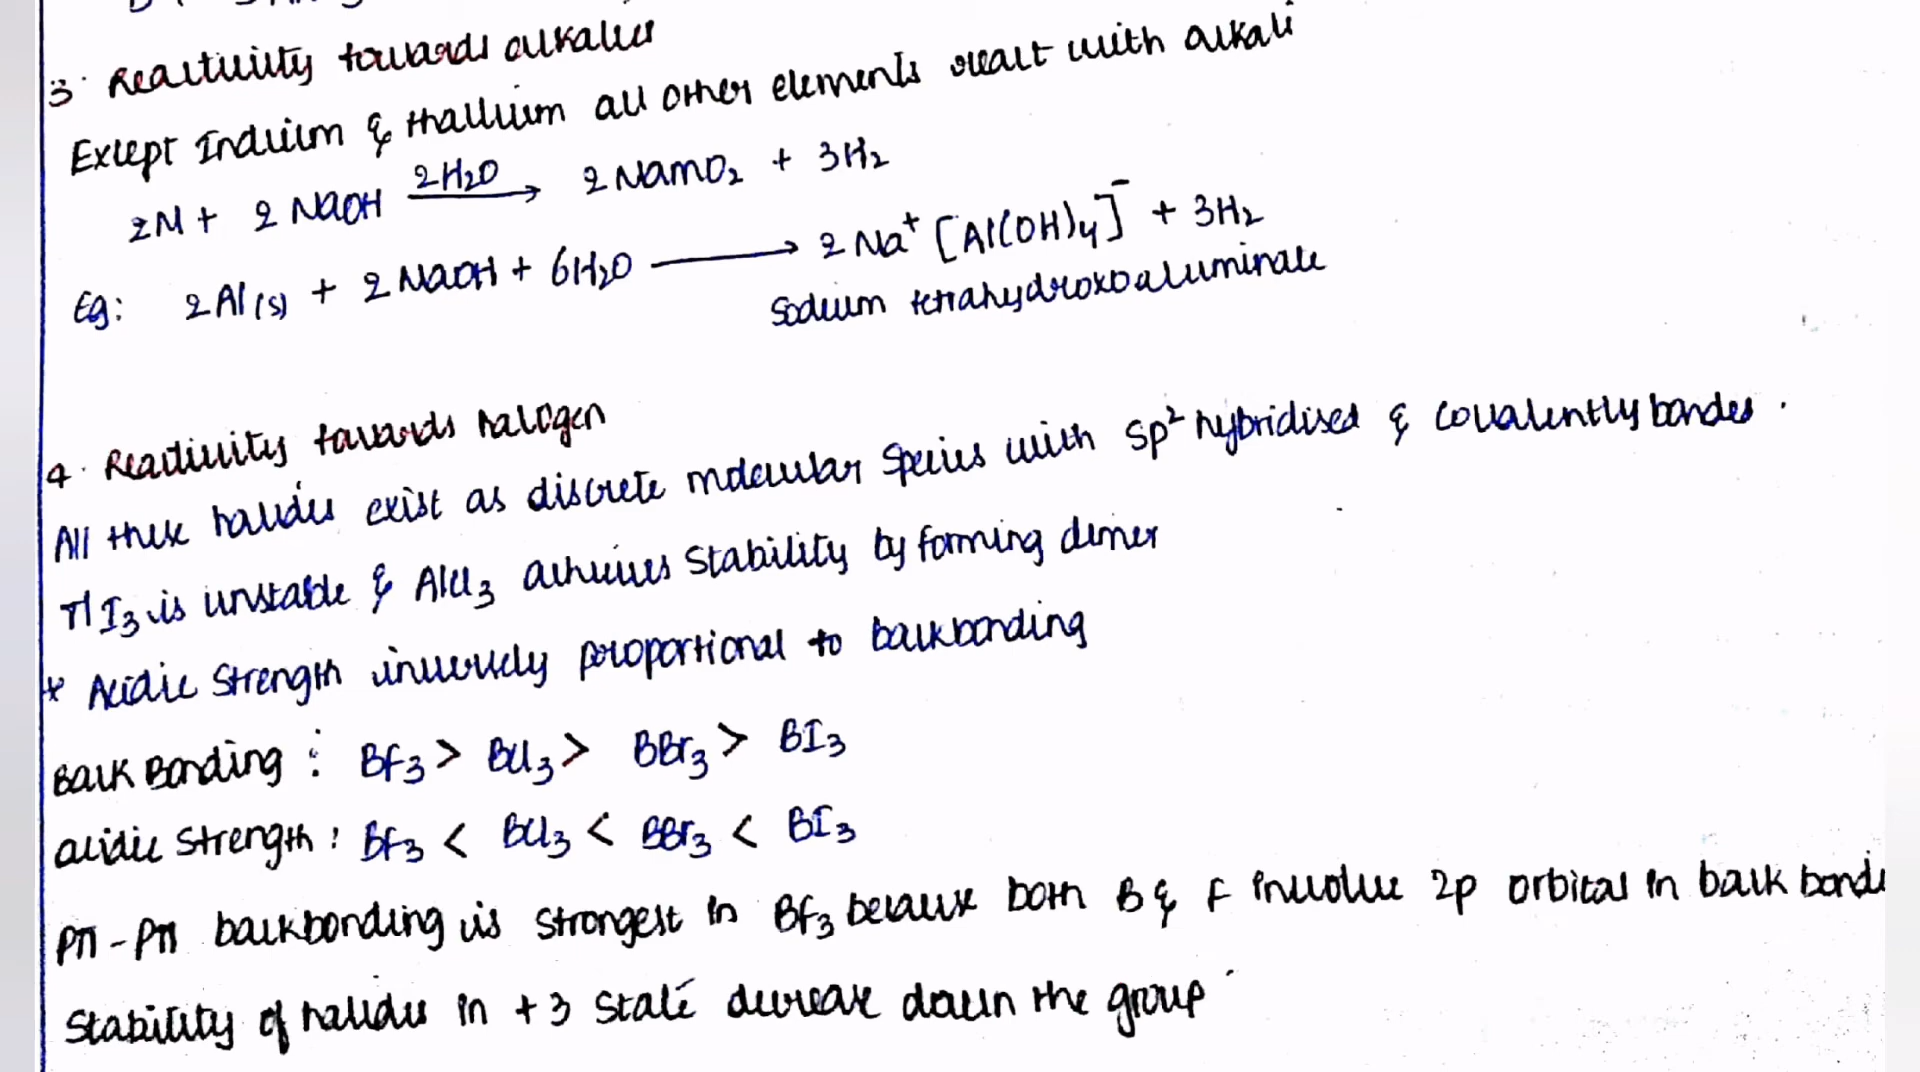 3. Reactivity towards alkalies
Except Indium & thallium all other elements react with alkali
2M + 2 NaOH 2H₂O → 2 NaMO₂ + 3H₂
Eg: 2Al(s) + 2 NaOH + 6H₂O → 2 Na⁺ [Al(OH)₄]⁻ + 3H₂
Sodium tetrahydroxoaluminate
4. Reactivity towards halogen
All these halides exist as discrete molecular species with sp² hybridised & covalently bonded.
TlI₃ is unstable & AlCl₃ achieves stability by forming dimer
* Acidic strength inversely proportional to backbonding
Back Bonding : BF₃ > BCl₃ > BBr₃ > BI₃
acidic strength : BF₃ < BCl₃ < BBr₃ < BI₃
Pπ - Pπ backbonding is strongest in BF₃ because both B & F involve 2p orbital in back bondi
Stability of halides in +3 state decrease down the group